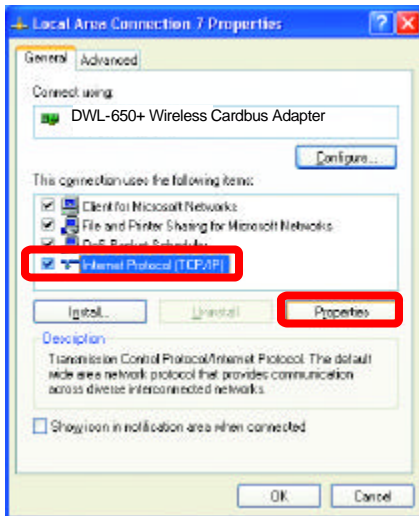 Local Area Connection 7 Properties
General Advanced
Connect using:
DWL-650+ Wireless Cardbus Adapter
Configure...
This connection uses the following items:
Client for Microsoft Networks
File and Printer Sharing for Microsoft Networks
QoS Packet Scheduler
Internet Protocol (TCP/IP)
Install... Uninstall Properties
Description
Transmission Control Protocol/Internet Protocol. The default
wide area network protocol that provides communication
across diverse interconnected networks.
Show icon in notification area when connected
OK Cancel